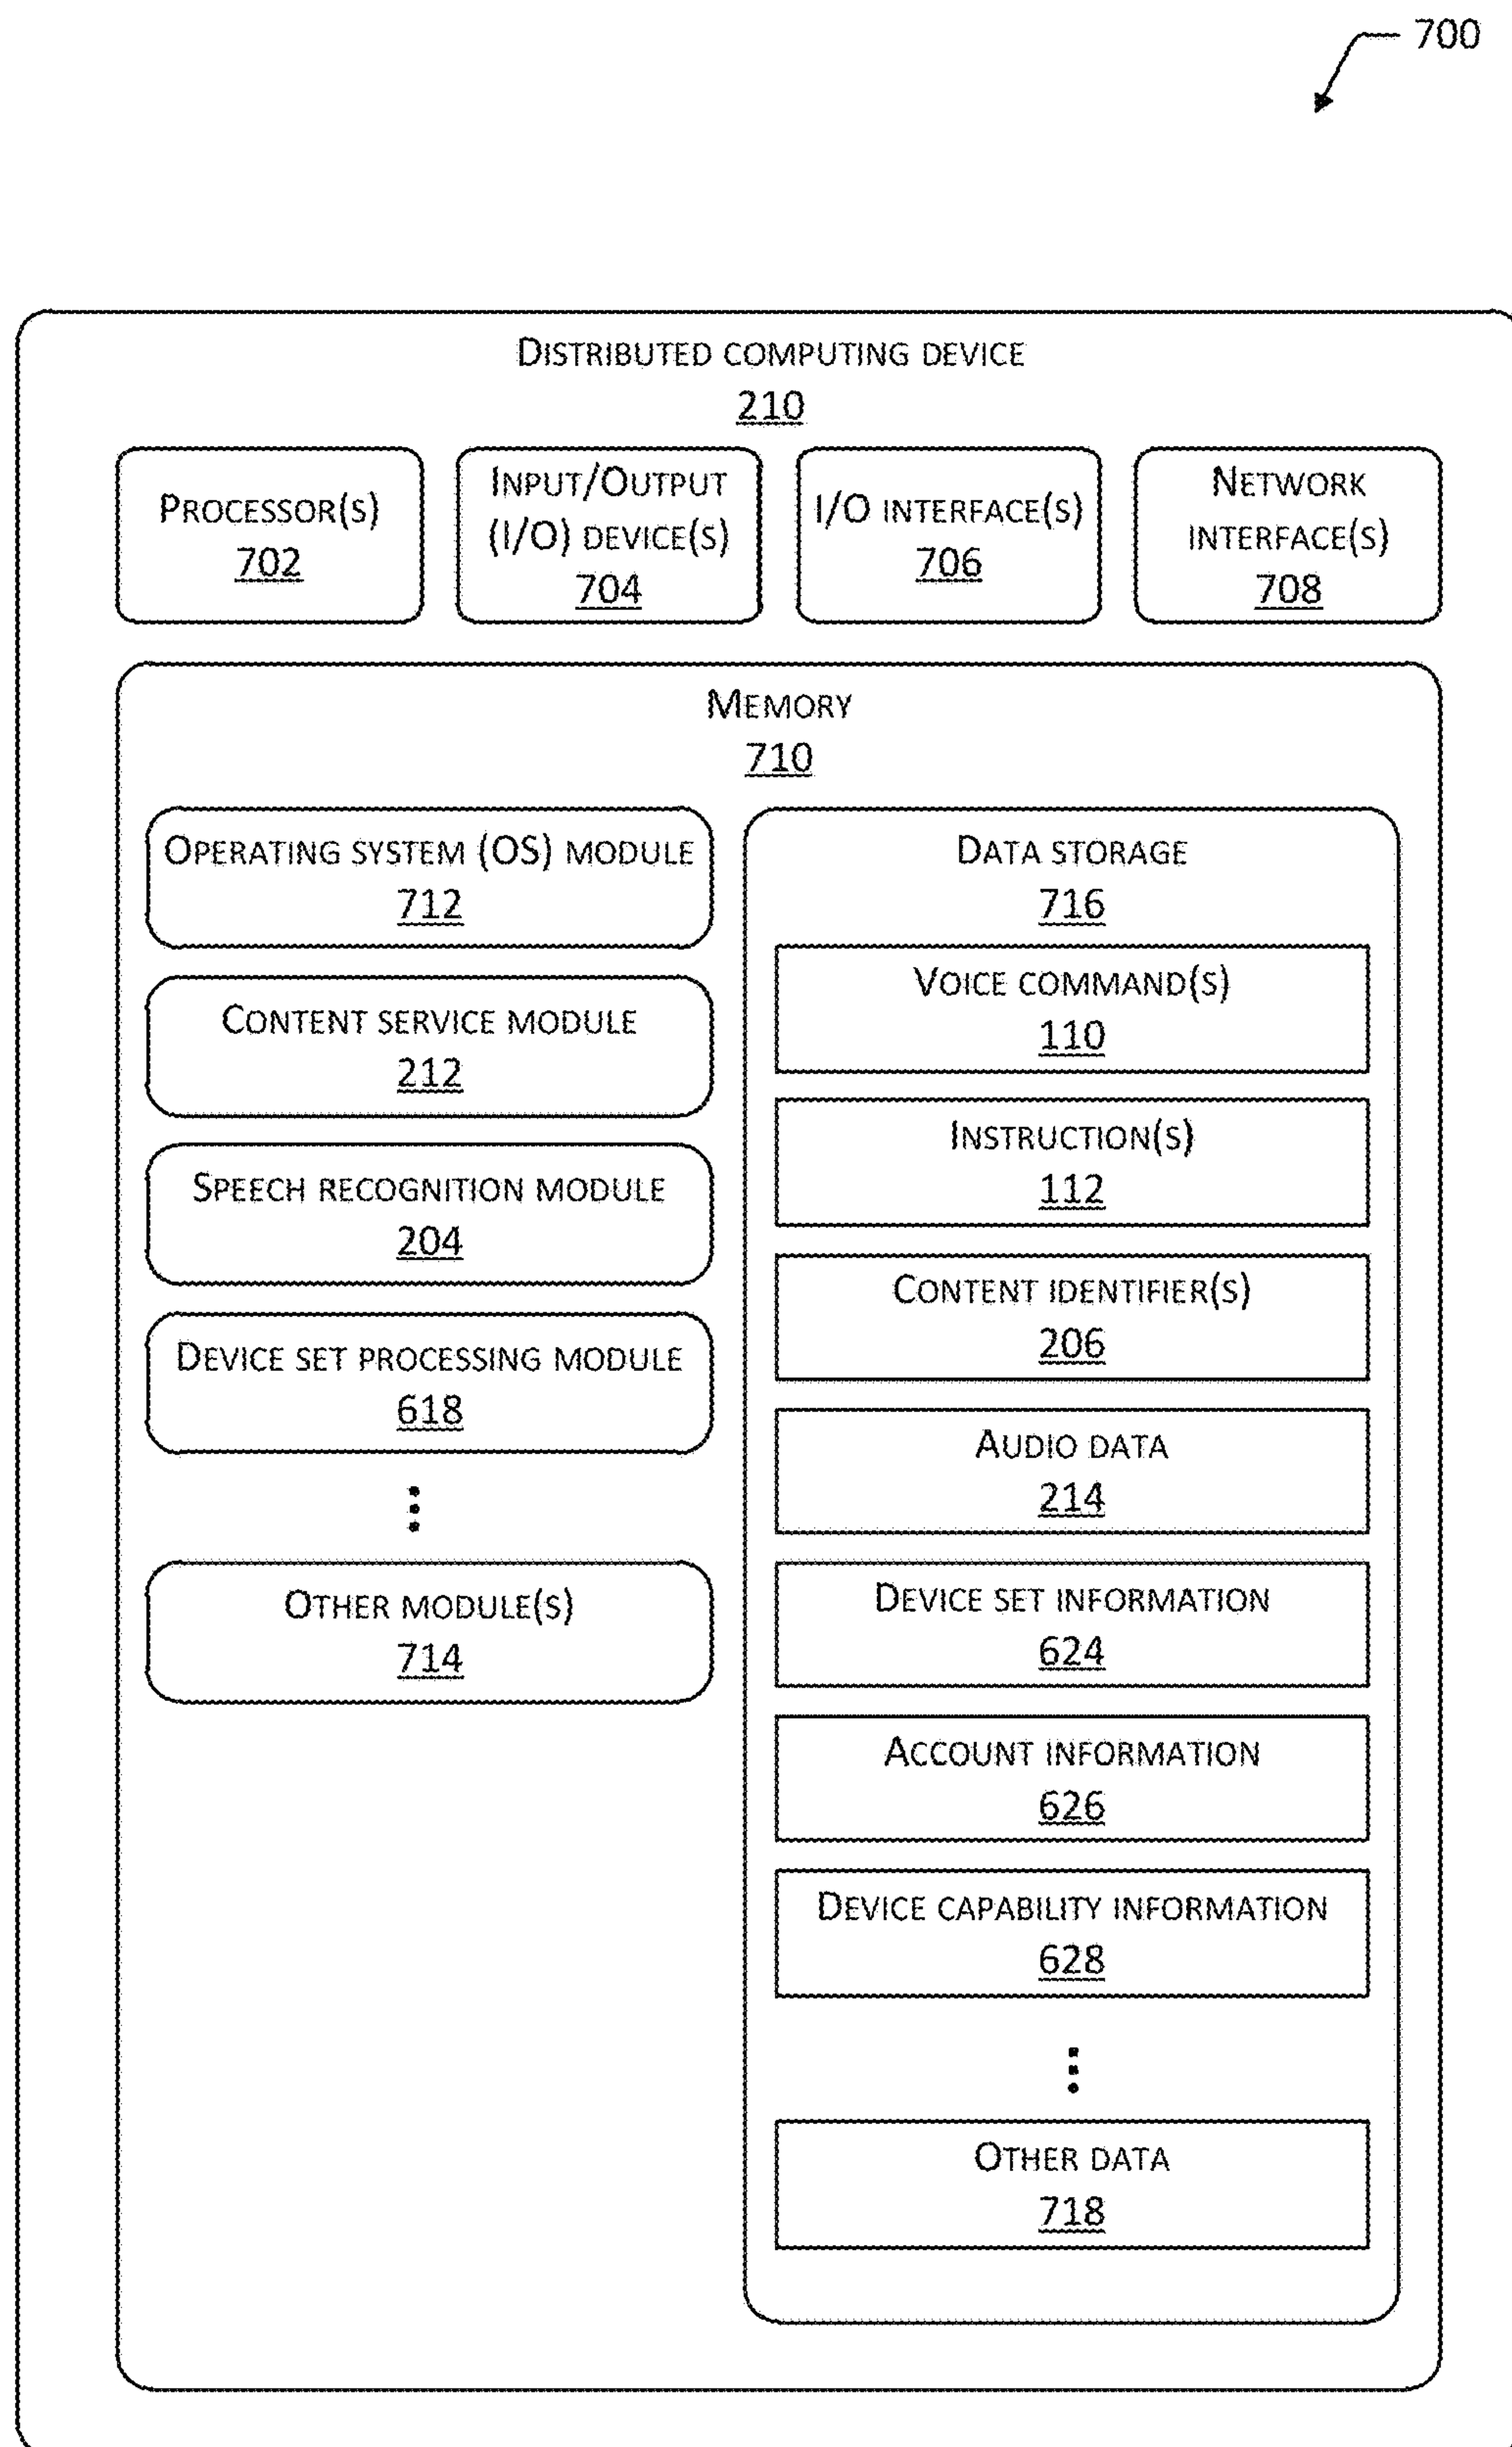 700
Distributed computing device
210
Processor(s)
702
Input/Output
(I/O) device(s)
704
I/O interface(s)
706
Network
interface(s)
708
Memory
710
Operating system (OS) module
712
Content service module
212
Speech recognition module
204
Device set processing module
618
Other module(s)
714
Data storage
716
Voice command(s)
110
Instruction(s)
112
Content identifier(s)
206
Audio data
214
Device set information
624
Account information
626
Device capability information
628
Other data
718